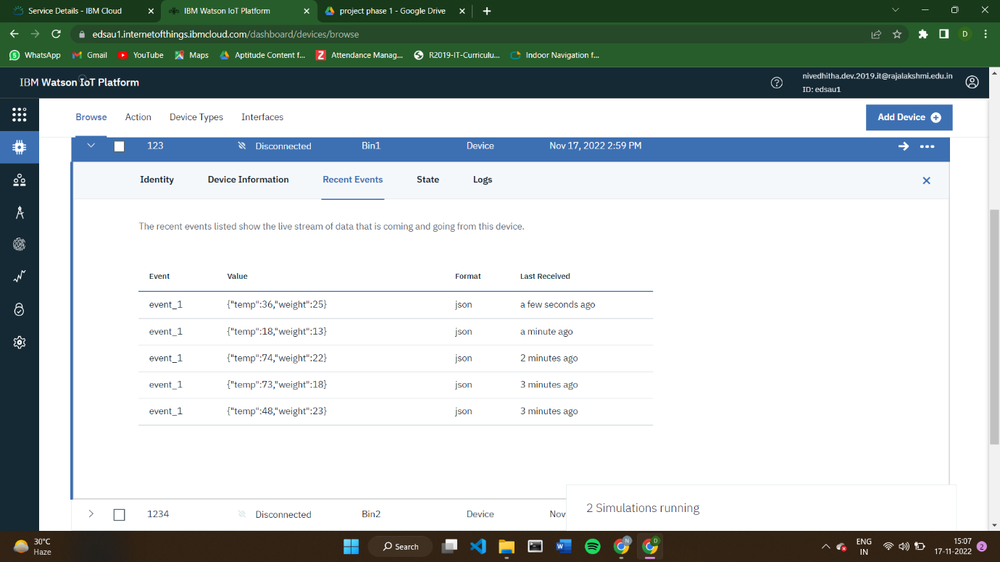 Service Details - IBM Cloud
IBM Watson IoT Platform
project phase 1 - Google Drive
edsau1.internetofthings.ibmcloud.com/dashboard/devices/browse
D
WhatsApp
Gmail
YouTube
Maps
Aptitude Content f...
Attendance Manag...
R2019-IT-Curriculu...
Indoor Navigation f...
IBM Watson IoT Platform
nivedhitha.dev.2019.it@rajalakshmi.edu.in
ID: edsau1
Browse Action Device Types Interfaces
Add Device
123 Disconnected Bin1 Device Nov 17, 2022 2:59 PM
Identity Device Information Recent Events State Logs
The recent events listed show the live stream of data that is coming and going from this device.
Event Value Format Last Received
event_1 {"temp":36,"weight":25} json a few seconds ago
event_1 {"temp":18,"weight":13} json a minute ago
event_1 {"temp":74,"weight":22} json 2 minutes ago
event_1 {"temp":73,"weight":18} json 3 minutes ago
event_1 {"temp":48,"weight":23} json 3 minutes ago
1234 Disconnected Bin2 Device Nov
2 Simulations running
30°C
Haze
Search
N
D
ENG
IN
15:07
17-11-2022
2